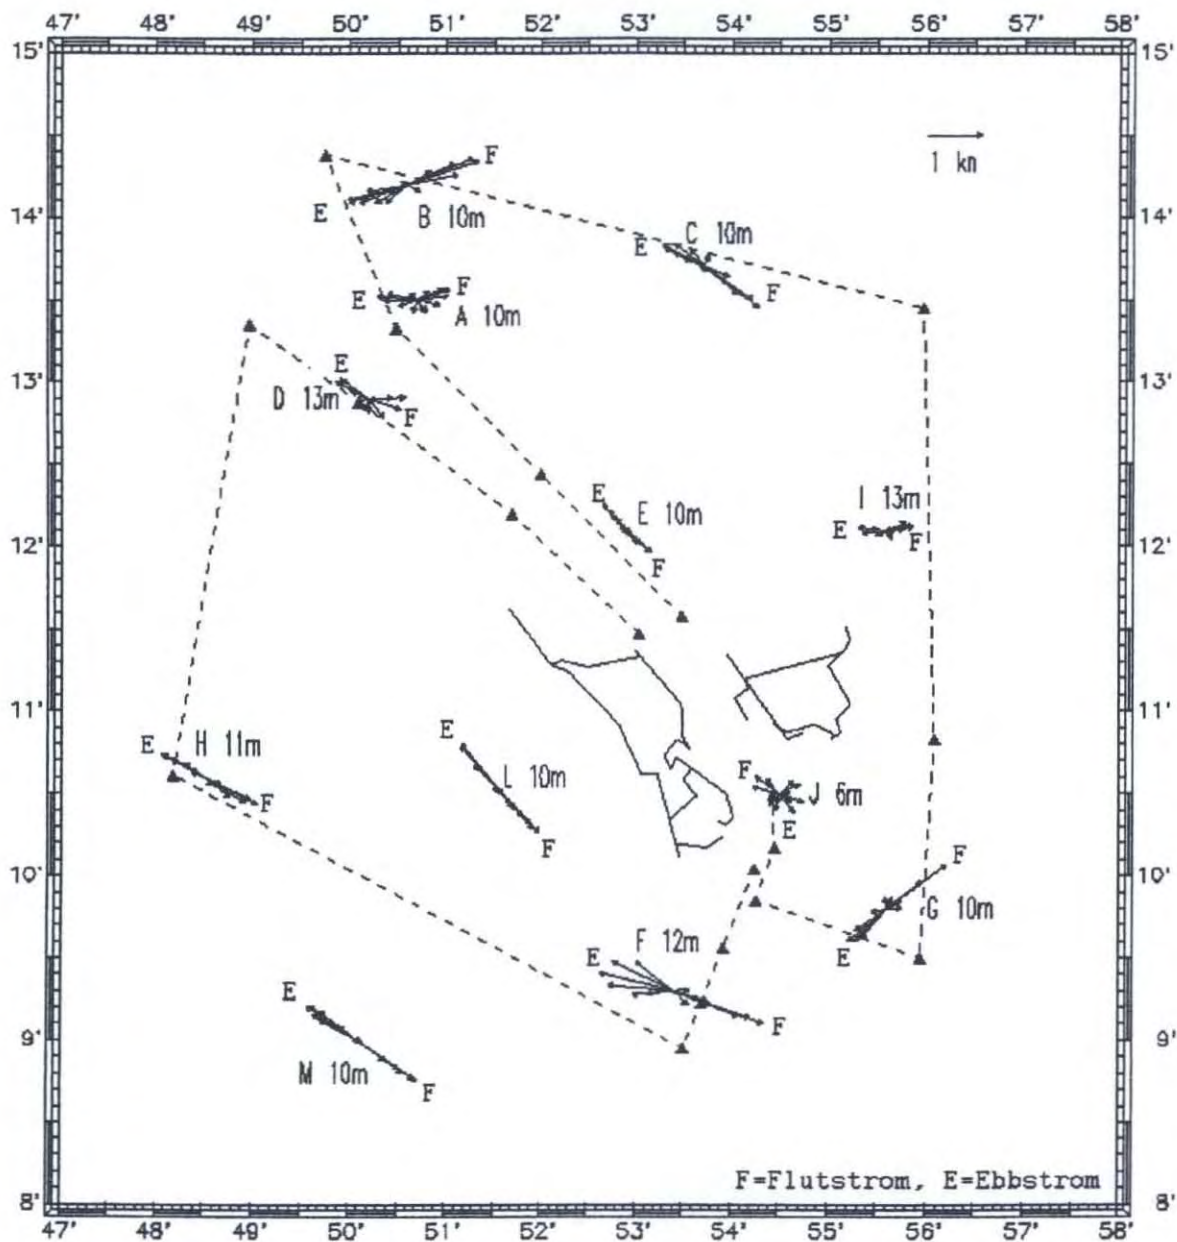 47' 48' 49' 50' 51' 52' 53' 54' 55' 56' 57' 58'
15' 15'
F
1 kn
E
B 10m
14' 14'
C 10m
E
F
E
A 10m
F
13' 13'
E
D 13m
F
E
E 10m
I 13m
E
F
12' 12'
F
11' 11'
E
H 11m
E
L 10m
F
J 6m
F
E
F
10' 10'
F
G 10m
F 12m
E
E
E
9' 9'
F
M 10m
F
F=Flutstrom, E=Ebbstrom
8' 8'
47' 48' 49' 50' 51' 52' 53' 54' 55' 56' 57' 58'